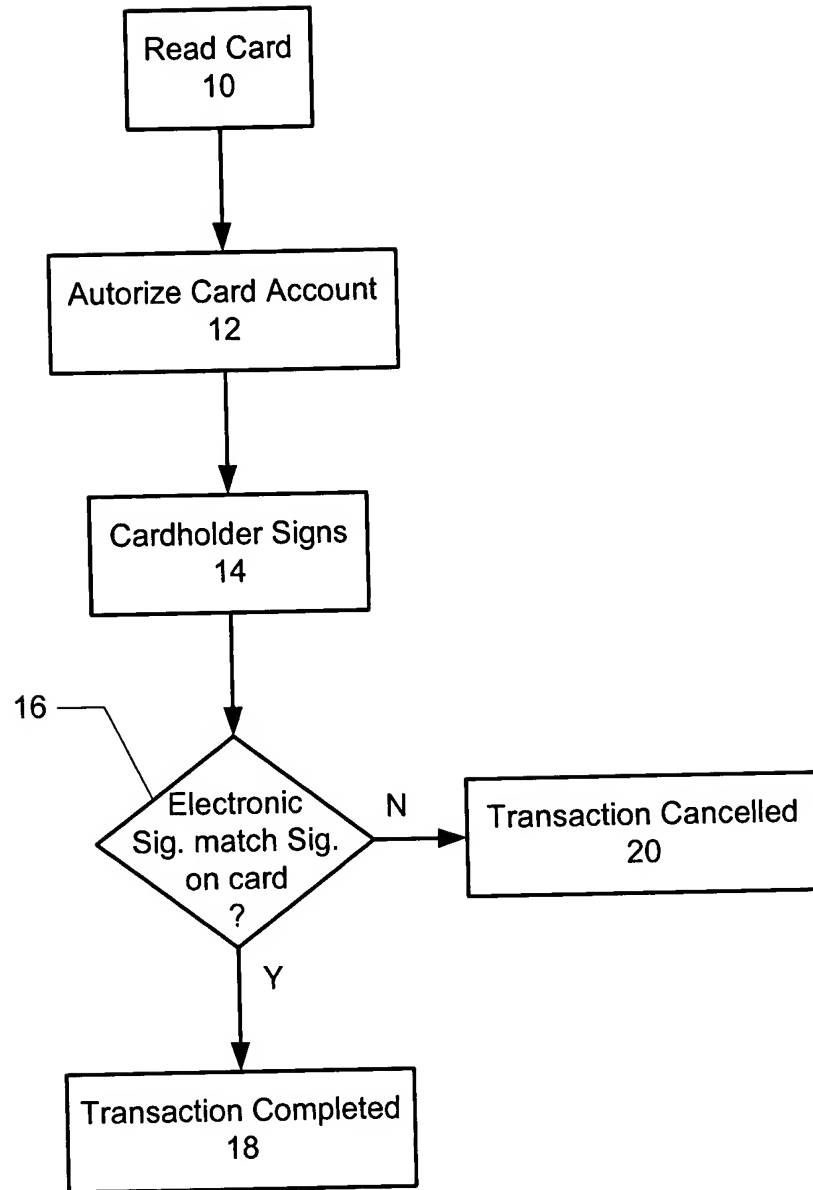 Read Card
10
Autorize Card Account
12
Cardholder Signs
14
16
Electronic
Sig. match Sig.
on card
?
N
Transaction Cancelled
20
Y
Transaction Completed
18